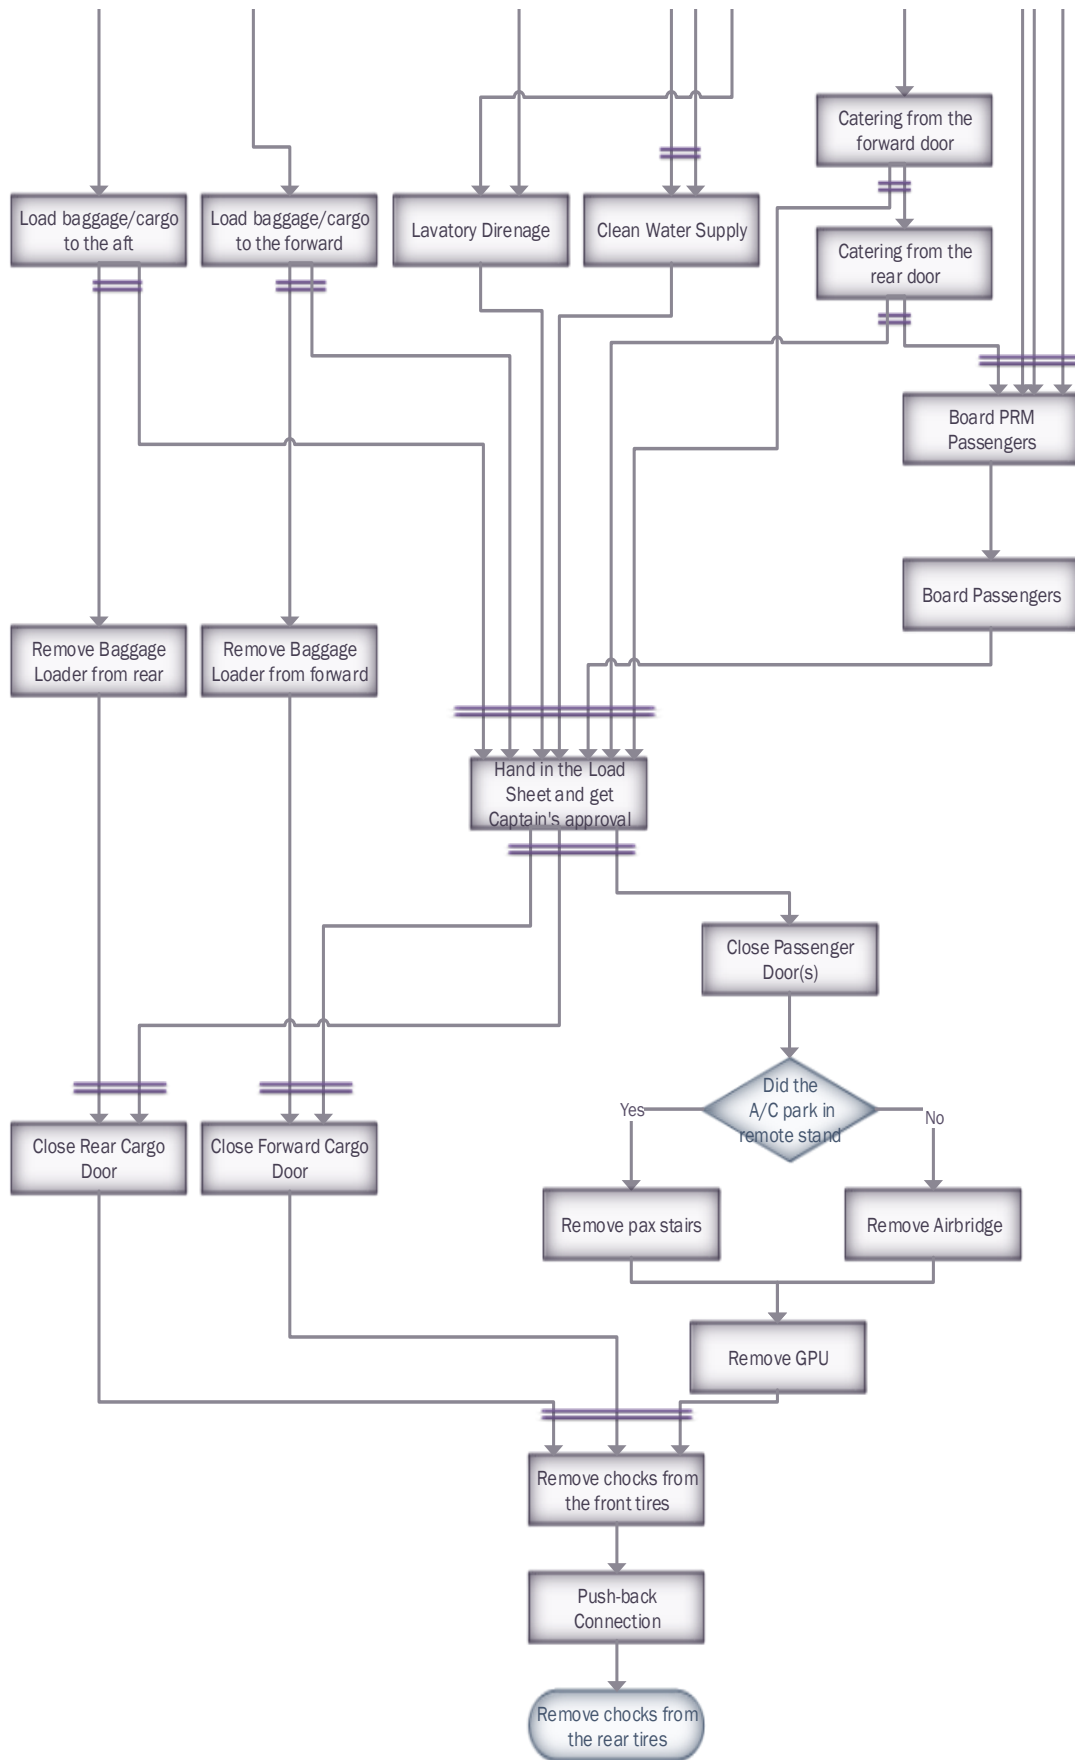 Catering from the
forward door
Load baggage/cargo
to the aft
Load baggage/cargo
to the forward
Lavatory Direnage
Clean Water Supply
Catering from the
rear door
Board PRM
Passengers
Board Passengers
Remove Baggage
Loader from rear
Remove Baggage
Loader from forward
Hand in the Load
Sheet and get
Captain's approval
Close Passenger
Door(s)
Did the
A/C park in
remote stand
Yes
No
Close Rear Cargo
Door
Close Forward Cargo
Door
Remove pax stairs
Remove Airbridge
Remove GPU
Remove chocks from
the front tires
Push-back
Connection
Remove chocks from
the rear tires